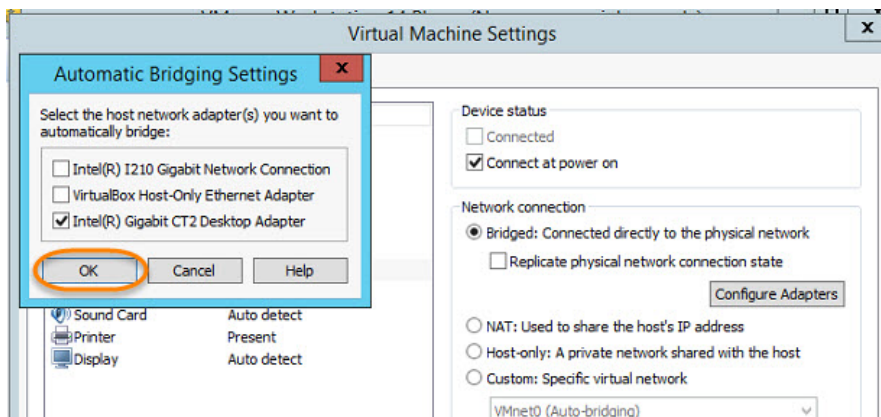 Virtual Machine Settings
x
Automatic Bridging Settings
x
Select the host network adapter(s) you want to
automatically bridge:
Intel(R) I210 Gigabit Network Connection
VirtualBox Host-Only Ethernet Adapter
Intel(R) Gigabit CT2 Desktop Adapter
OK Cancel Help
Sound Card Auto detect
Printer Present
Display Auto detect
Device status
Connected
Connect at power on
Network connection
Bridged: Connected directly to the physical network
Replicate physical network connection state
Configure Adapters
NAT: Used to share the host's IP address
Host-only: A private network shared with the host
Custom: Specific virtual network
VMnet0 (Auto-bridging)